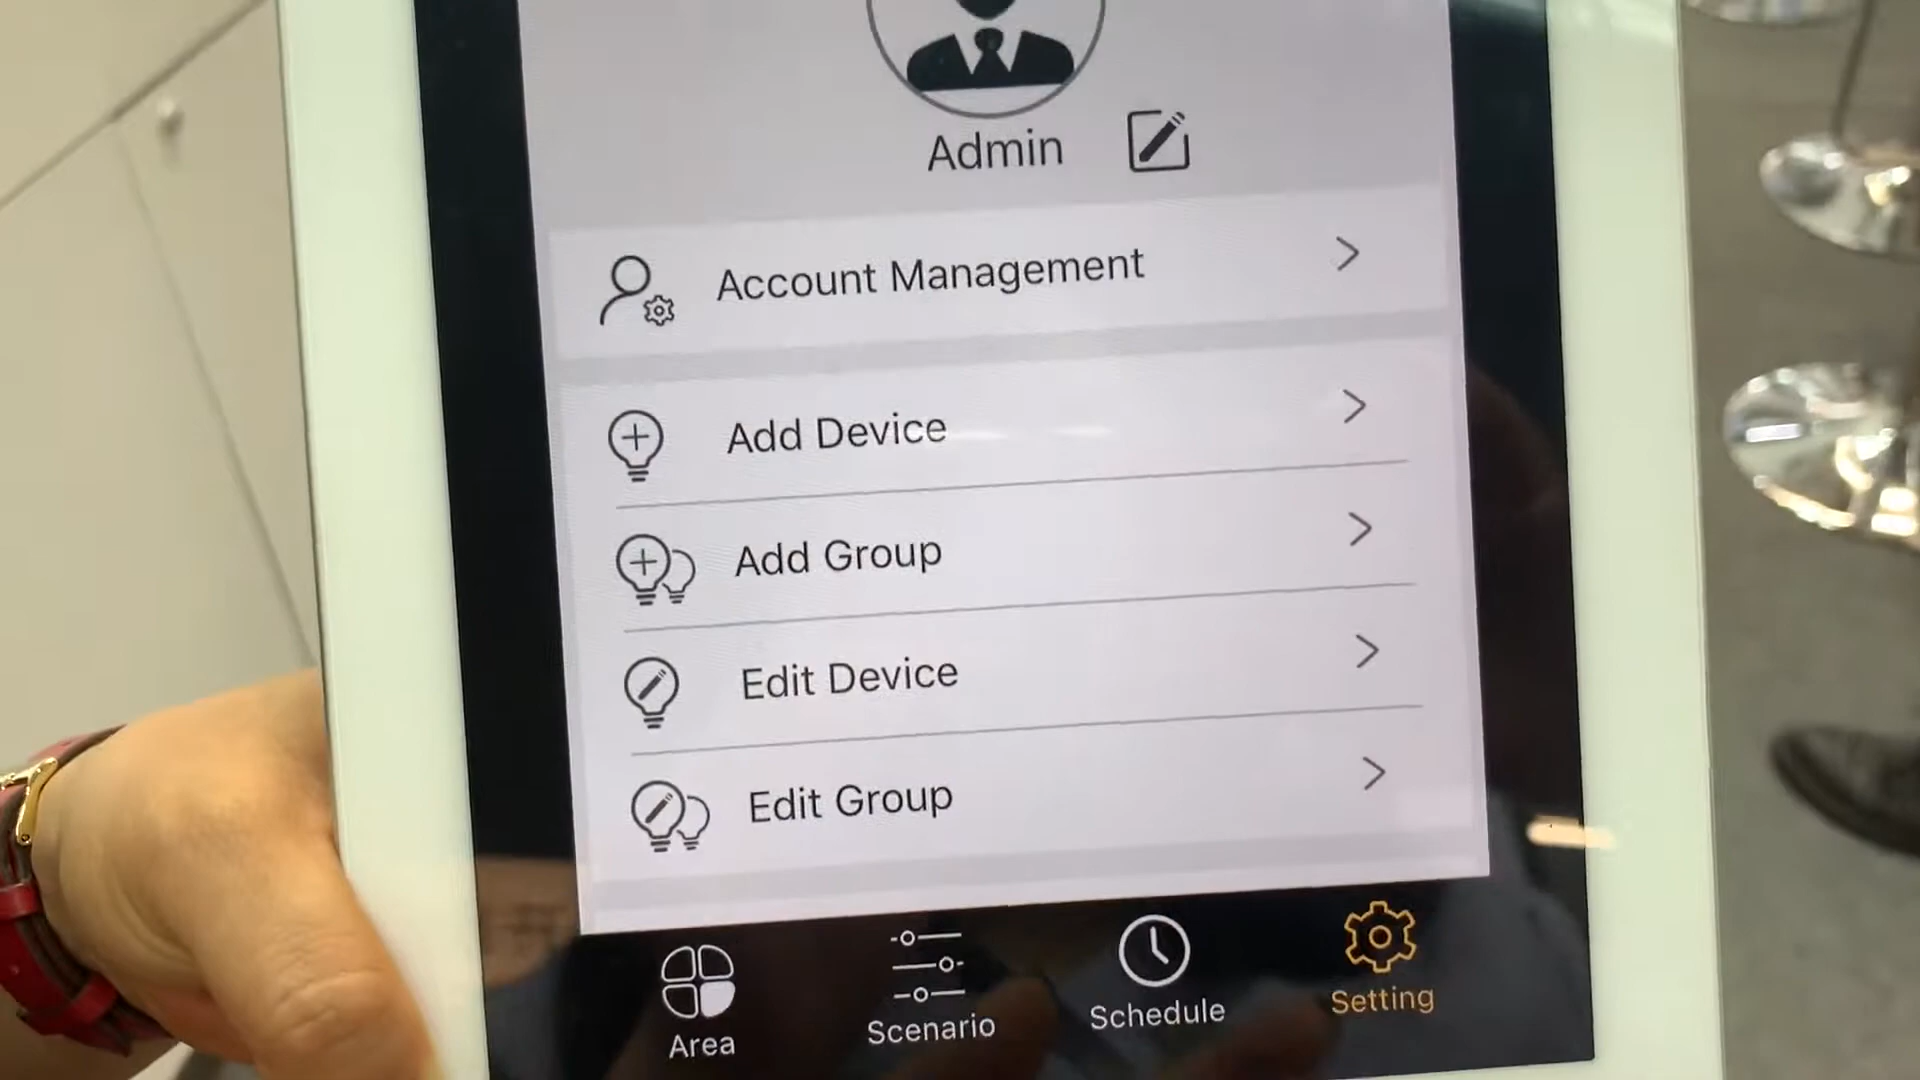 Admin
Account Management
Add Device
Add Group
Edit Device
Edit Group
Area
Scenario
Schedule
Setting